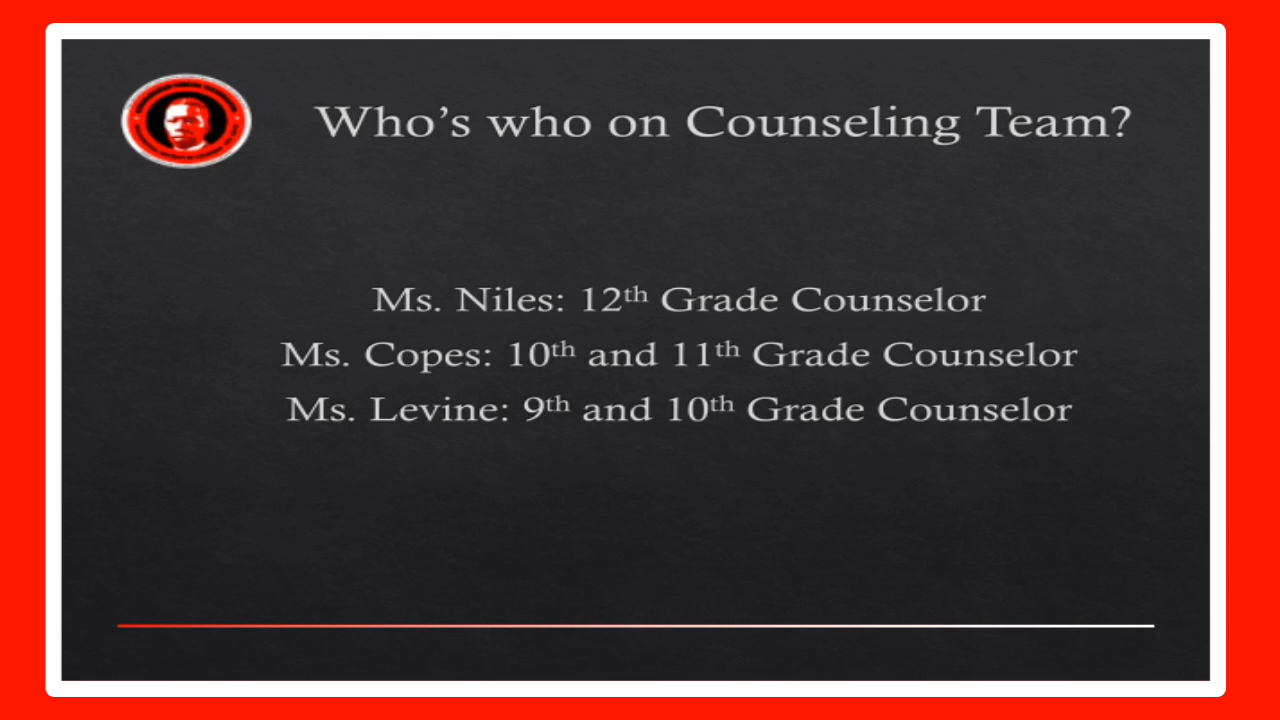 Who's who on Counseling Team?
Ms. Niles: 12th Grade Counselor
Ms. Copes: 10th and 11th Grade Counselor
Ms. Levine: 9th and 10th Grade Counselor